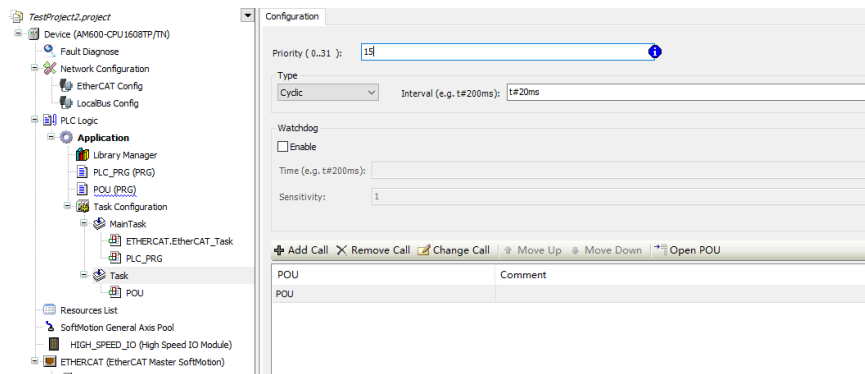 TestProject2.project
Device (AM600-CPU1608TP/TN)
Fault Diagnose
Network Configuration
EtherCAT Config
LocalBus Config
PLC Logic
Application
Library Manager
PLC_PRG (PRG)
POU (PRG)
Task Configuration
MainTask
ETHERCAT.EtherCAT_Task
PLC_PRG
Task
POU
Resources List
SoftMotion General Axis Pool
HIGH_SPEED_IO (High Speed IO Module)
ETHERCAT (EtherCAT Master SoftMotion)
Configuration
Priority ( 0..31 ): 15
Type
Cyclic Interval (e.g. t#200ms): t#20ms
Watchdog
Enable
Time (e.g. t#200ms):
Sensitivity: 1
Add Call Remove Call Change Call Move Up Move Down Open POU
POU Comment
POU